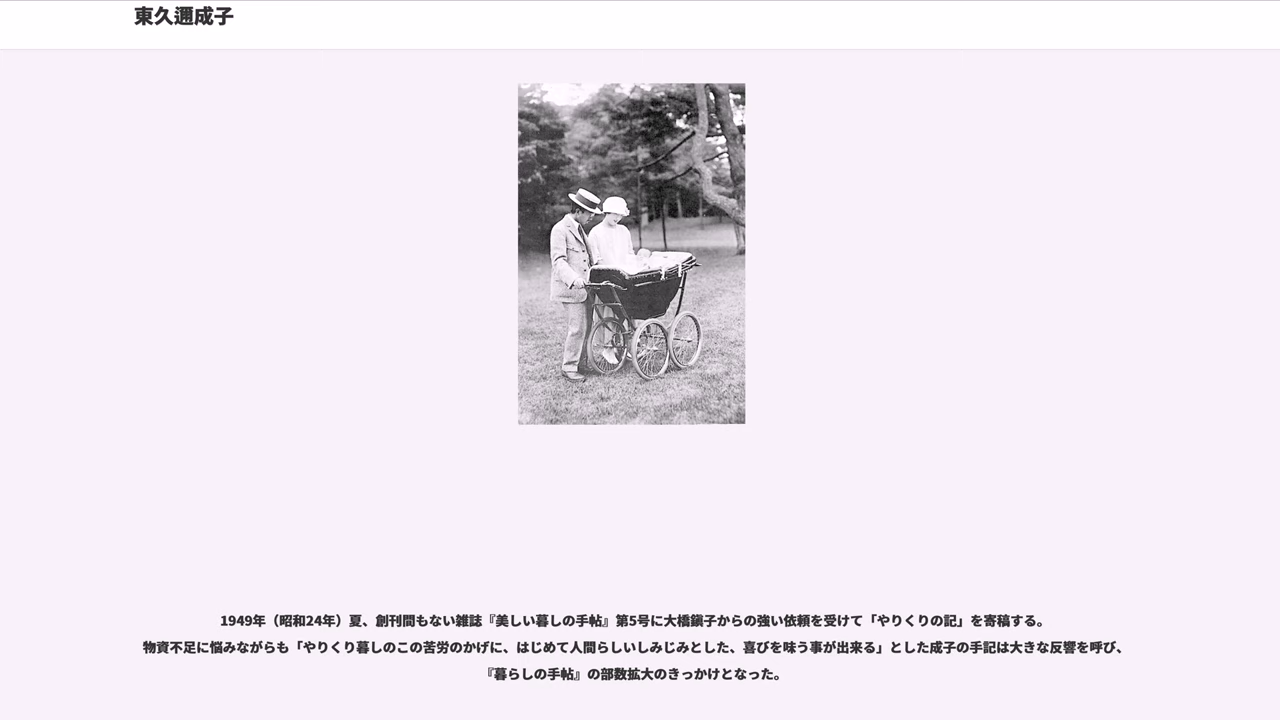 東久邇成子
1949年（昭和24年）夏、創刊間もない雑誌『美しい暮しの手帖』第5号に大橋鎭子からの強い依頼を受けて「やりくりの記」を寄稿する。
物資不足に悩みながらも「やりくり暮しのこの苦労のかげに、はじめて人間らしいしみじみとした、喜びを味う事が出来る」とした成子の手記は大きな反響を呼び、
『暮らしの手帖』の部数拡大のきっかけとなった。